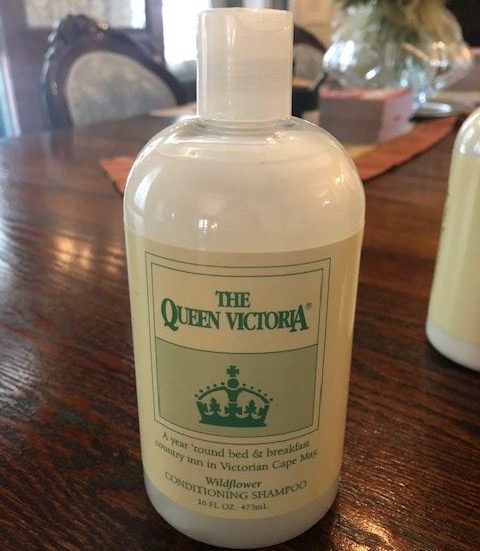 THE
QUEEN VICTORIA®
A year 'round bed & breakfast
country inn in Victorian Cape May.
Wildflower
CONDITIONING SHAMPOO
16 FL OZ. 473mL